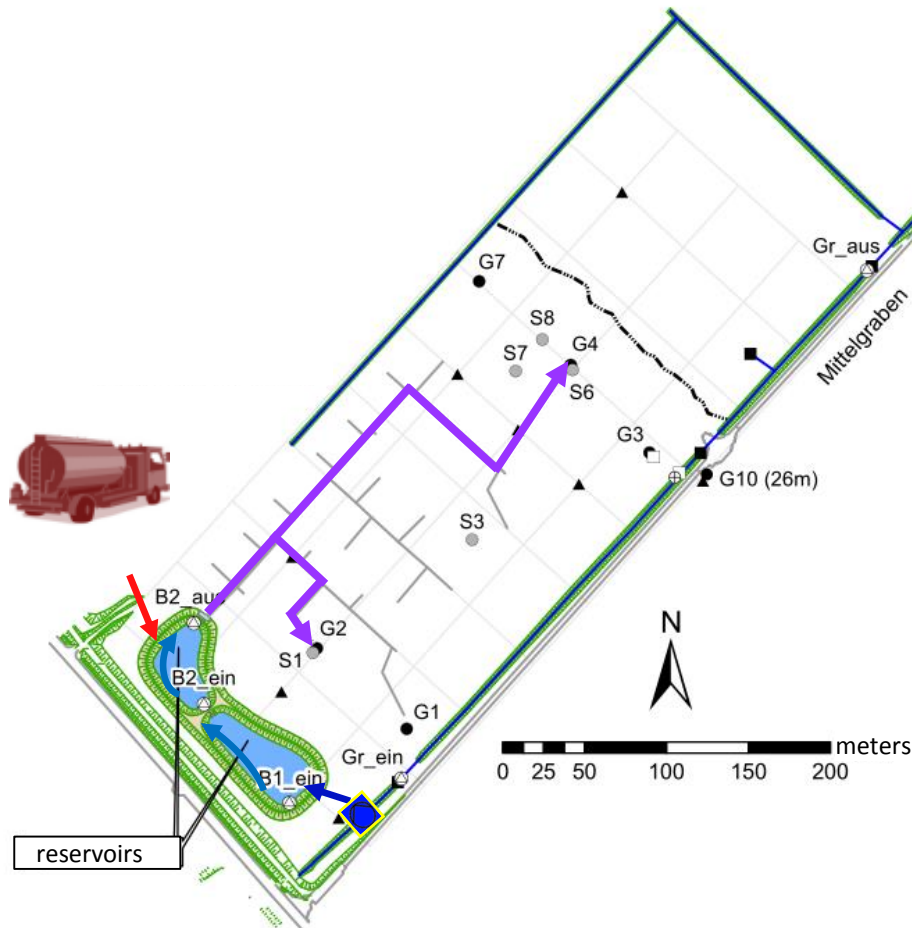 Gr_aus
Mittelgraben
G7
S8
G4
S7
S6
G3
G10 (26m)
S3
B2_aus
G2
S1
B2_ein
N
G1
Gr_ein
B1_ein
meters
0 25 50 100 150 200
reservoirs